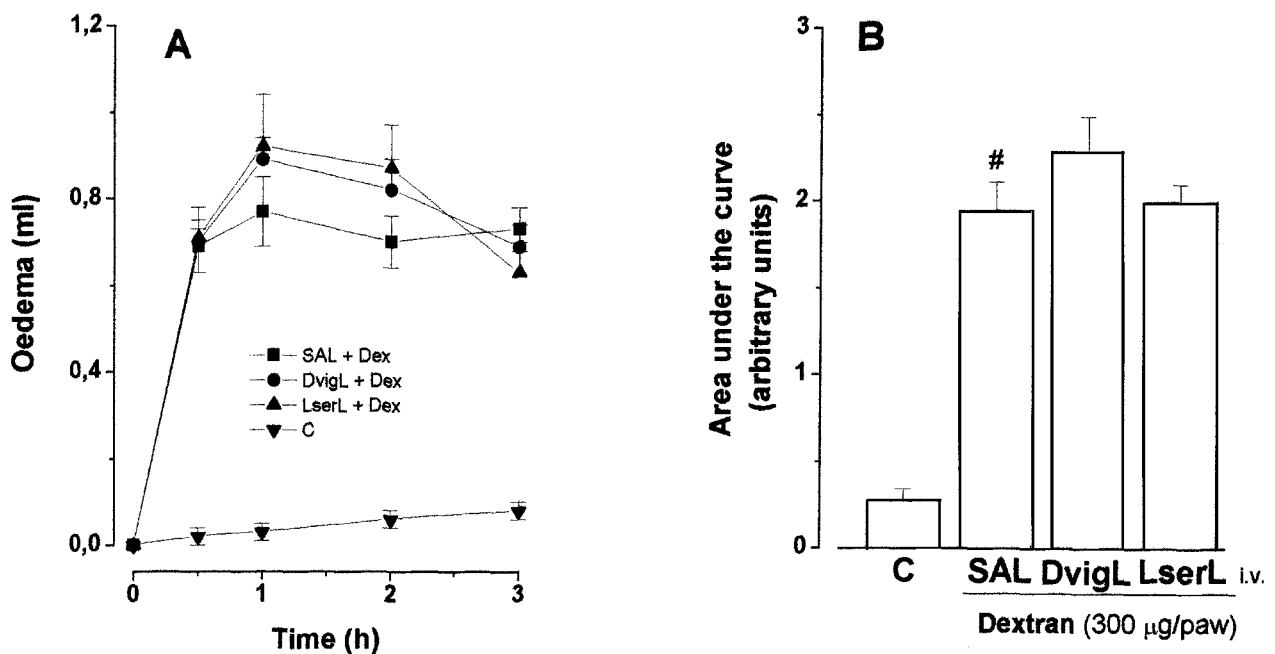 A
Oedema (ml)
1,2
0,8
0,4
0,0
SAL + Dex
DvigL + Dex
LserL + Dex
C
0 1 2 3
Time (h)
B
Area under the curve
(arbitrary units)
3
2
1
0
#
C SAL DvigL LserL i.v.
Dextran (300 µg/paw)